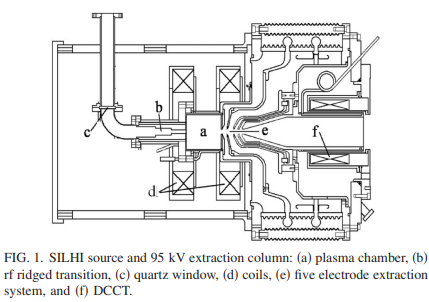 b
c
a
e
f
d
FIG. 1. SILHI source and 95 kV extraction column: (a) plasma chamber, (b)
rf ridged transition, (c) quartz window, (d) coils, (e) five electrode extraction
system, and (f) DCCT.